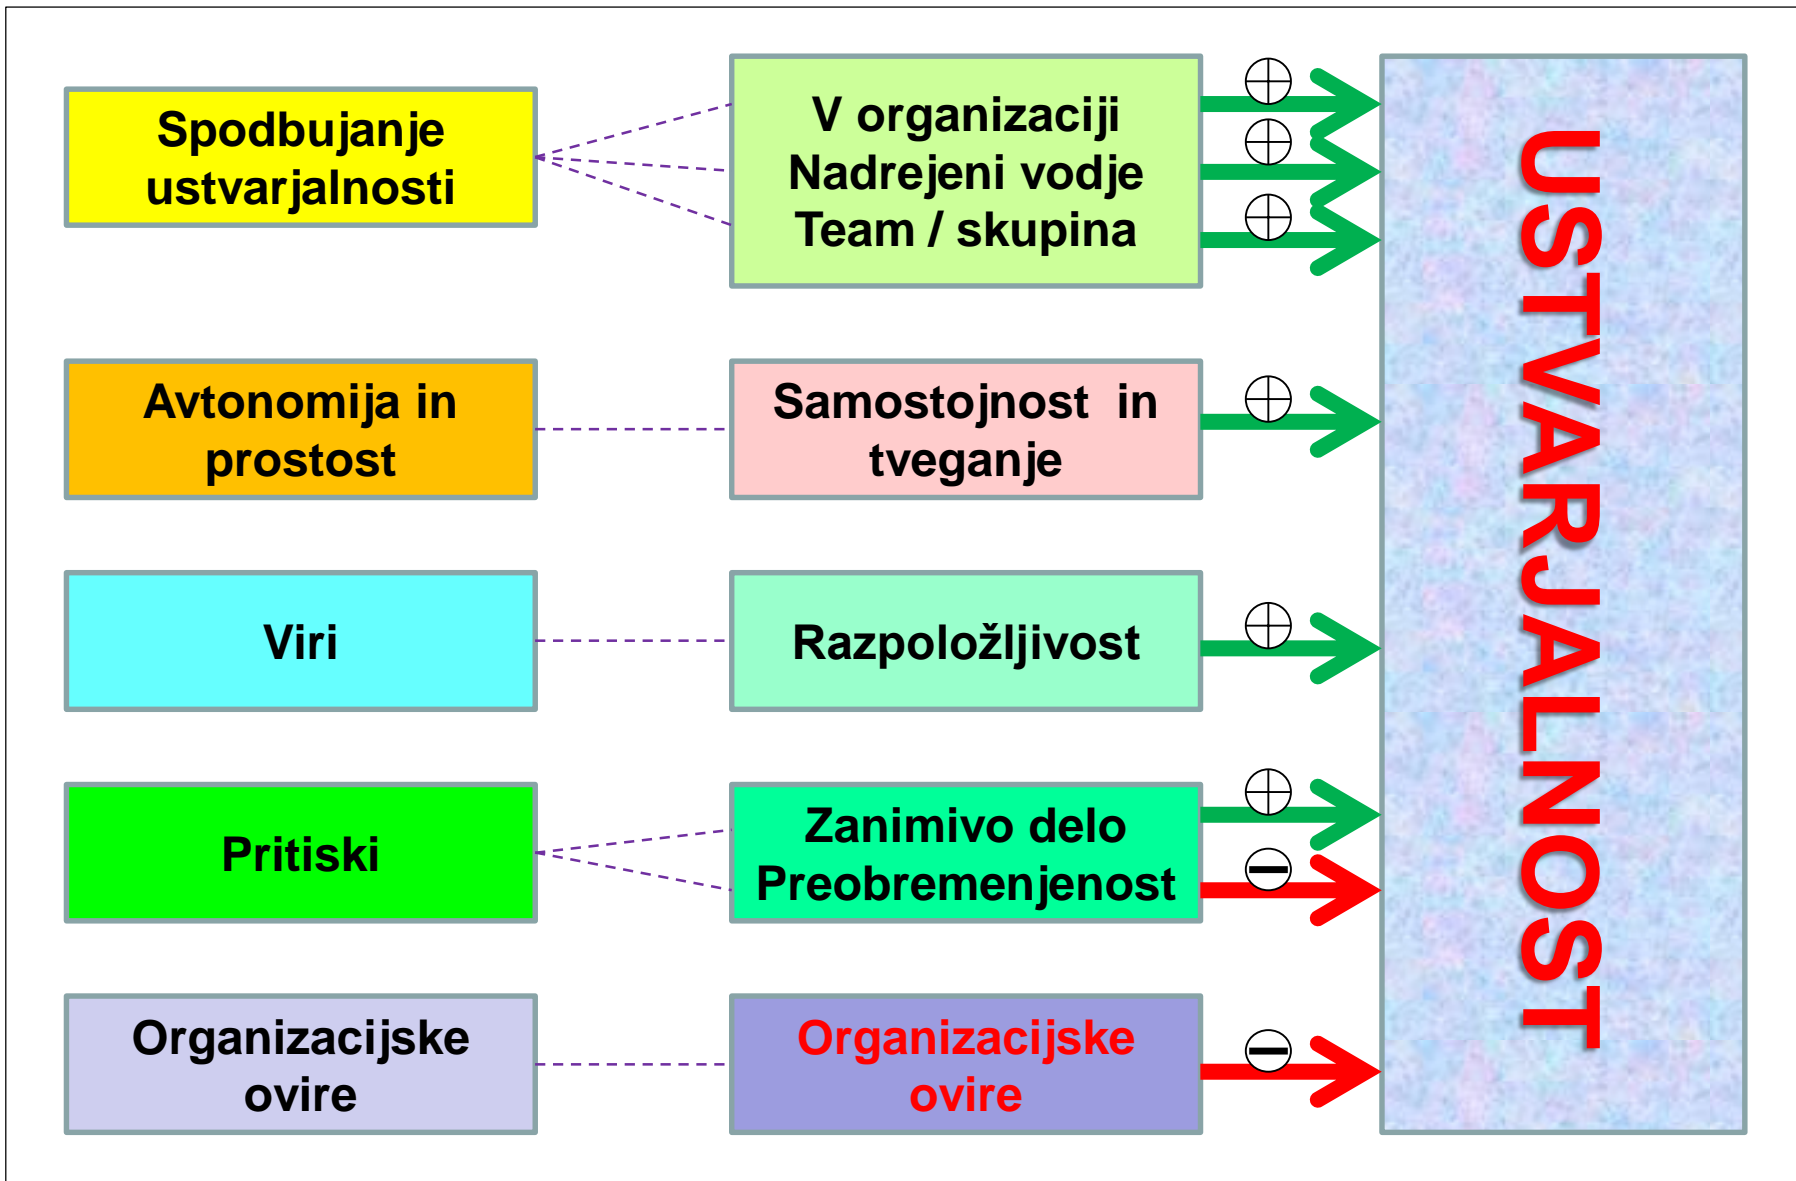 Spodbujanje
ustvarjalnosti
V organizaciji
Nadrejeni vodje
Team / skupina
Avtonomija in
prostost
Samostojnost in
tveganje
Viri
Razpoložljivost
Pritiski
Zanimivo delo
Preobremenjenost
Organizacijske
ovire
Organizacijske
ovire
USTVARJALNOST